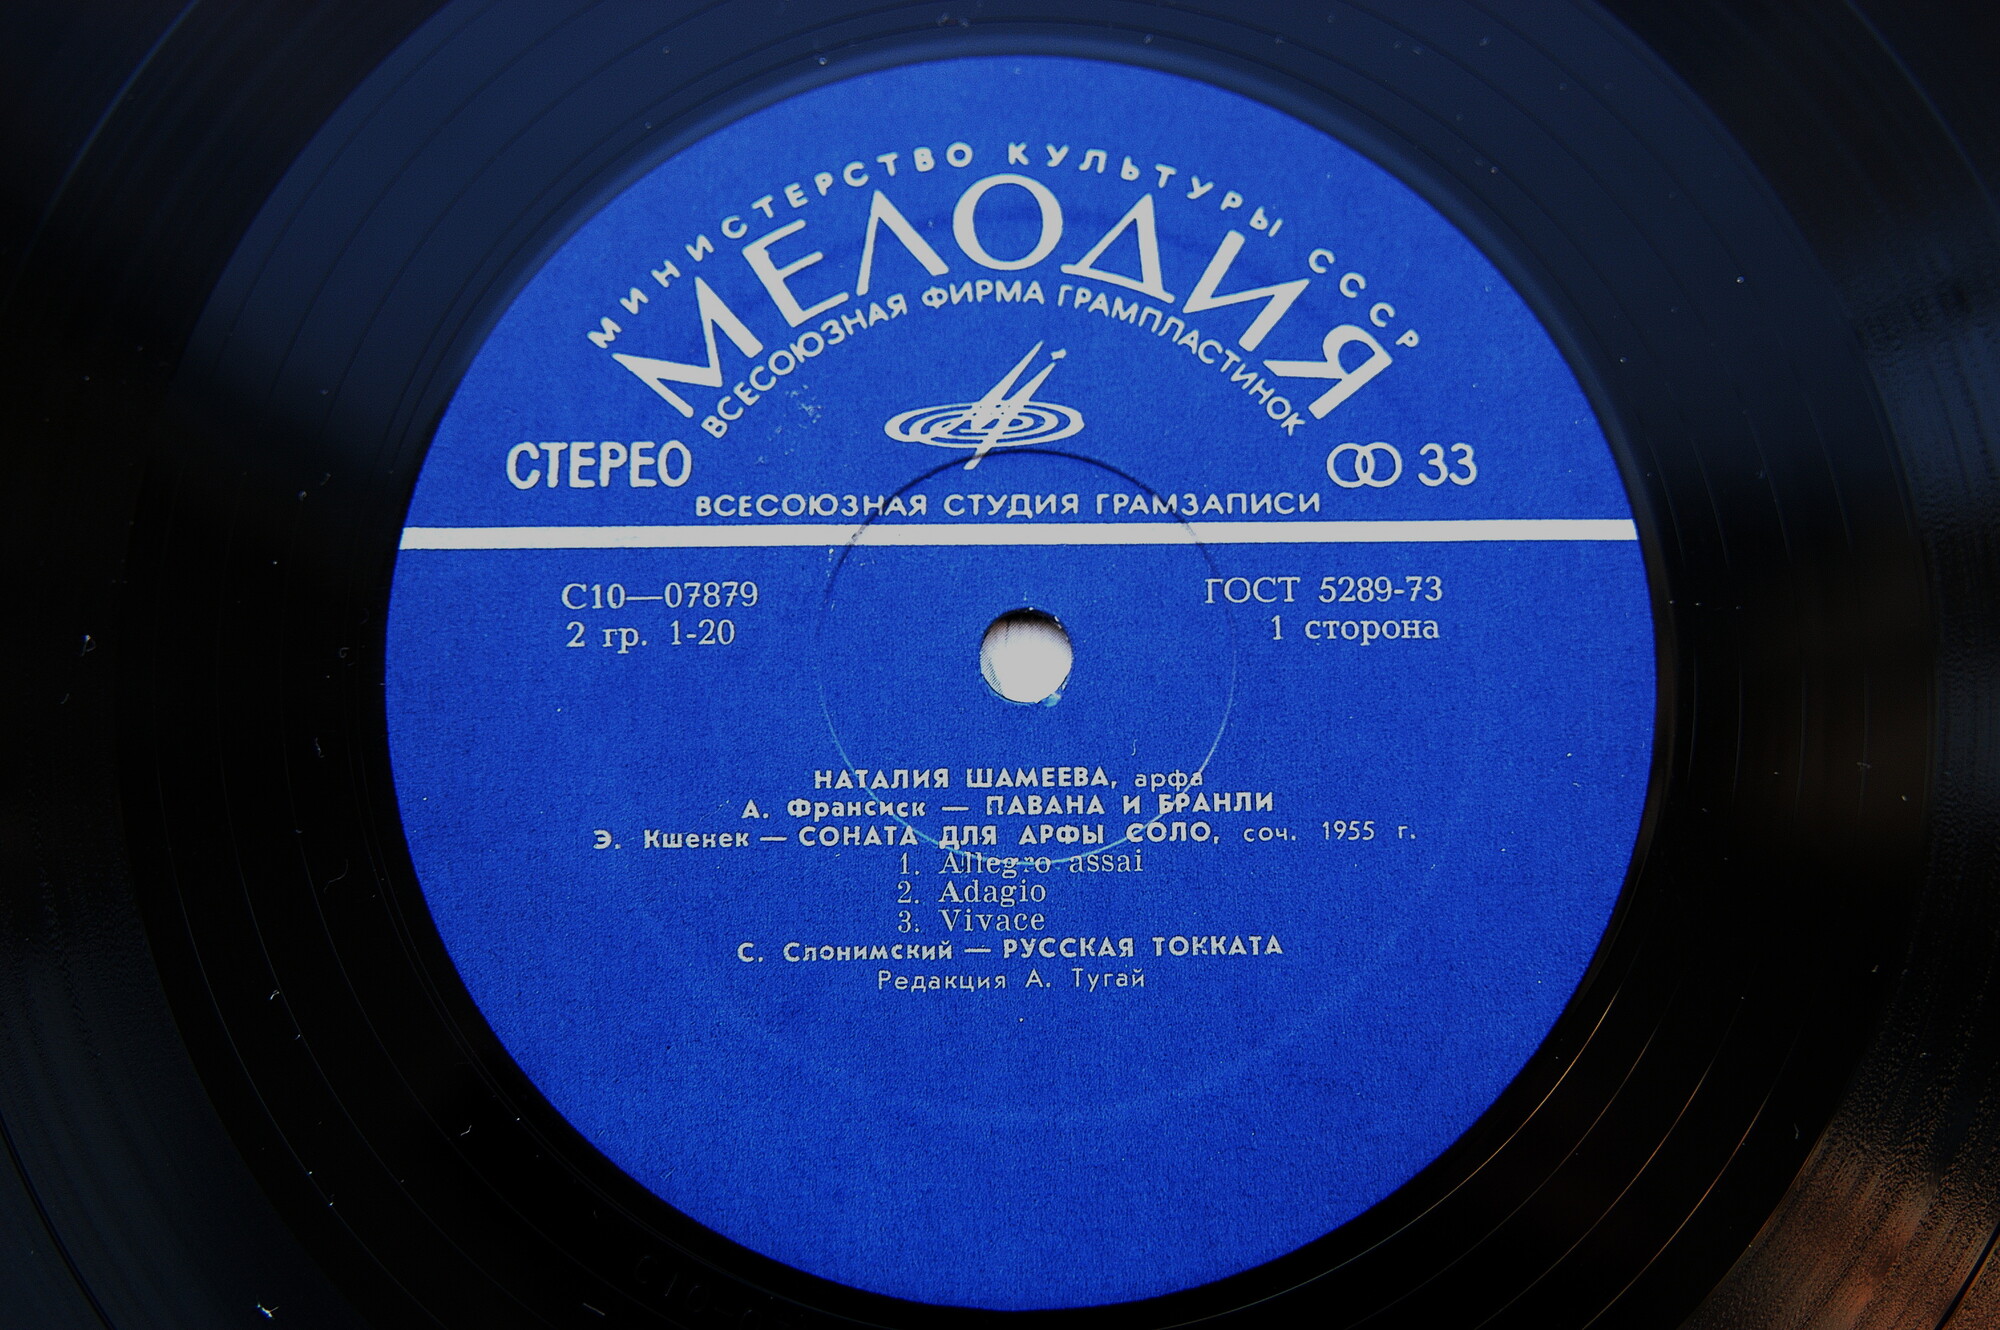 МИНИСТЕРСТВО КУЛЬТУРЫ СССР
МЕЛОДИЯ
ВСЕСОЮЗНАЯ ФИРМА ГРАМПЛАСТИНОК
СТЕРЕО
33
ВСЕСОЮЗНАЯ СТУДИЯ ГРАМЗАПИСИ
С10—07879
ГОСТ 5289-73
2 гр. 1-20
1 сторона
НАТАЛИЯ ШАМЕЕВА, арфа
А. Франсиск — ПАВАНА И БРАНЛИ
Э. Кшенек — СОНАТА ДЛЯ АРФЫ СОЛО, соч. 1955 г.
1. Allegro assai
2. Adagio
3. Vivace
С. Слонимский — РУССКАЯ ТОККАТА
Редакция А. Тугай